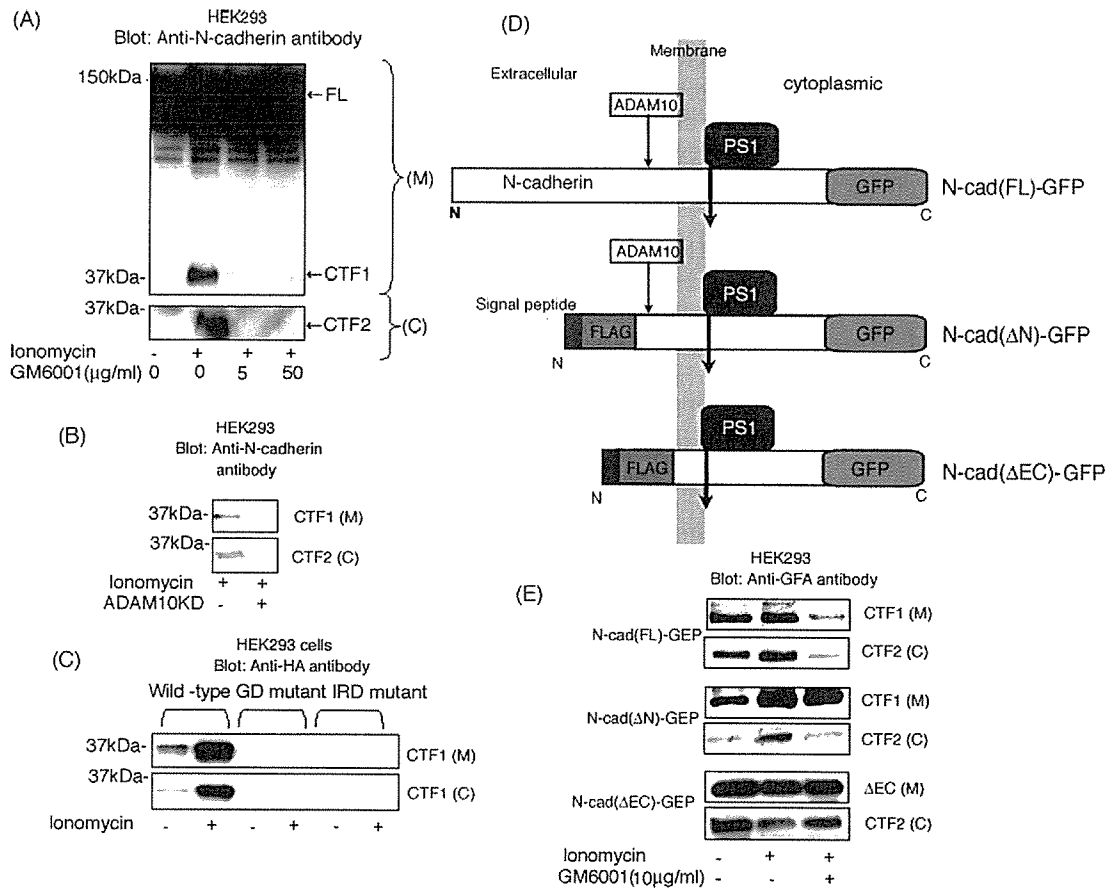 (A)
HEK293
Blot: Anti-N-cadherin antibody
150kDa
←FL
(M)
37kDa-
←CTF1
37kDa-
←CTF2
(C)
Ionomycin - + + +
GM6001(μg/ml) 0 0 5 50
(B)
HEK293
Blot: Anti-N-cadherin
antibody
37kDa-
CTF1 (M)
37kDa-
CTF2 (C)
Ionomycin + +
ADAM10KD - +
(C)
HEK293 cells
Blot: Anti-HA antibody
Wild -type GD mutant IRD mutant
37kDa-
CTF1 (M)
37kDa-
CTF1 (C)
Ionomycin - + - + - +
(D)
Membrane
Extracellular
cytoplasmic
ADAM10
PS1
N-cadherin
GFP
N-cad(FL)-GFP
N
C
ADAM10
PS1
Signal peptide
FLAG
GFP
N-cad(ΔN)-GFP
N
C
PS1
FLAG
GFP
N-cad(ΔEC)-GFP
N
C
(E)
HEK293
Blot: Anti-GFA antibody
N-cad(FL)-GEP
CTF1 (M)
CTF2 (C)
N-cad(ΔN)-GEP
CTF1 (M)
CTF2 (C)
N-cad(ΔEC)-GEP
ΔEC (M)
CTF2 (C)
Ionomycin - + +
GM6001(10μg/ml) - - +